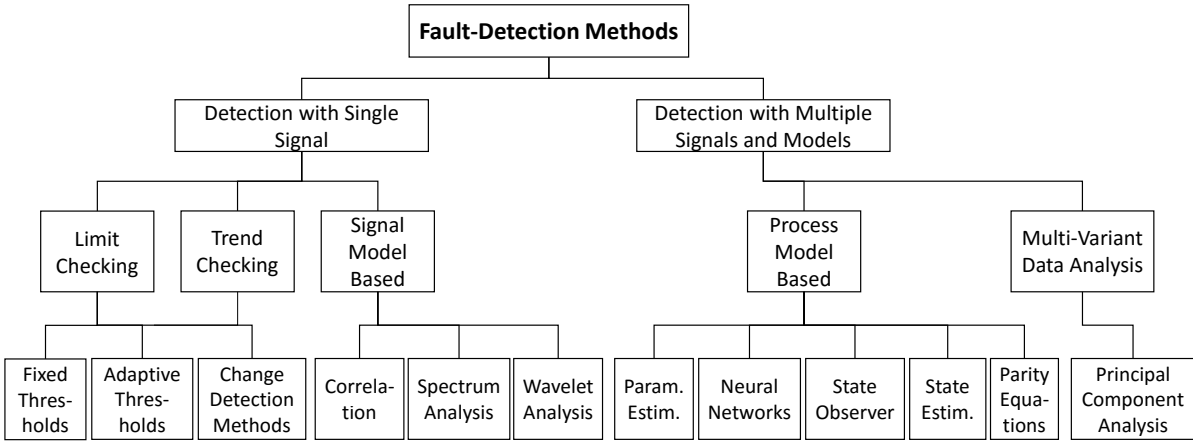 Fault-Detection Methods
Detection with Single
Signal
Detection with Multiple
Signals and Models
Limit
Checking
Trend
Checking
Signal
Model
Based
Process
Model
Based
Multi-Variant
Data Analysis
Fixed
Thres-
holds
Adaptive
Thres-
holds
Change
Detection
Methods
Correla-
tion
Spectrum
Analysis
Wavelet
Analysis
Param.
Estim.
Neural
Networks
State
Observer
State
Estim.
Parity
Equa-
tions
Principal
Component
Analysis